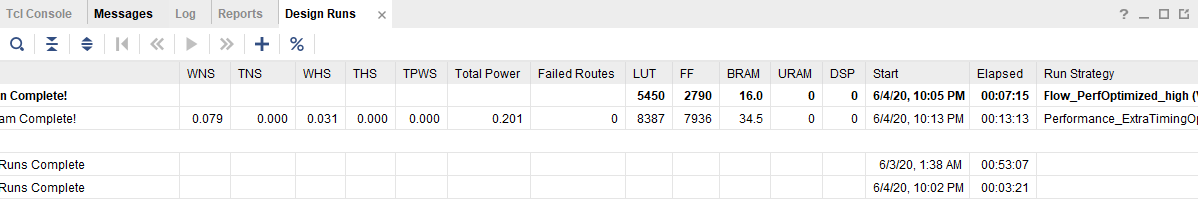 Tcl Console Messages Log Reports Design Runs
WNS TNS WHS THS TPWS Total Power Failed Routes LUT FF BRAM URAM DSP Start Elapsed Run Strategy
n Complete! 5450 2790 16.0 0 0 6/4/20, 10:05 PM 00:07:15 Flow_PerfOptimized_high (V
am Complete! 0.079 0.000 0.031 0.000 0.000 0.201 0 8387 7936 34.5 0 0 6/4/20, 10:13 PM 00:13:13 Performance_ExtraTimingOp
Runs Complete 6/3/20, 1:38 AM 00:53:07
Runs Complete 6/4/20, 10:02 PM 00:03:21